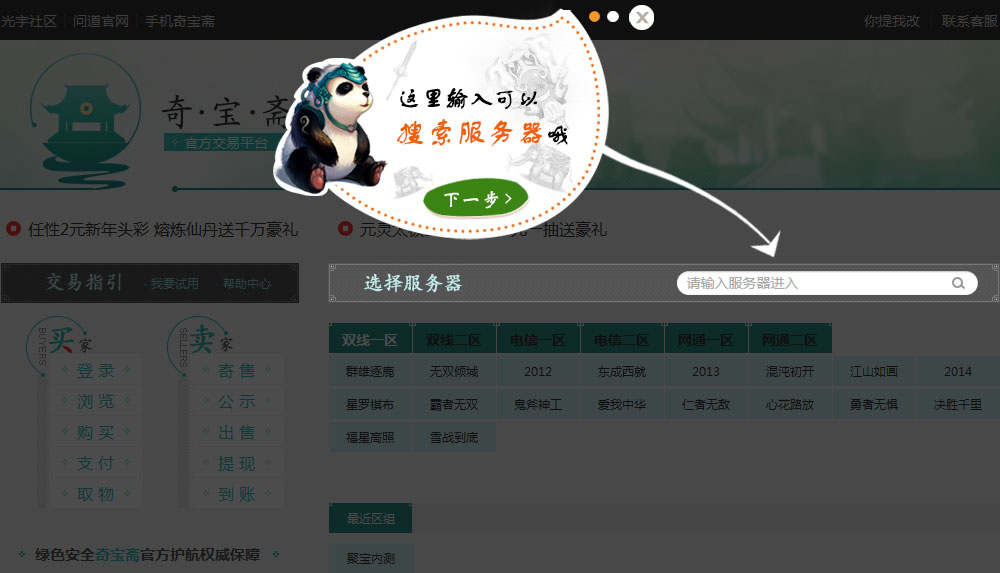 光宇社区 问道官网 手机奇宝斋 你提我改 联系客服
奇·宝·斋
官方交易平台
这里输入可以
搜索服务器哦
下一步>
任性2元新年头彩 熔炼仙丹送千万豪礼
一抽送豪礼
交易指引 ·我要试用 ·帮助中心
选择服务器 请输入服务器进入
BUYERS 买家
登录
浏览
购买
支付
取物
SELLERS 卖家
寄售
公示
出售
提现
到账
双线一区 双线二区 电信一区 电信二区 网通一区 网通二区
群雄逐鹿 无双倾城 2012 东成西就 2013 混沌初开 江山如画 2014
星罗棋布 霸者无双 鬼斧神工 爱我中华 仁者无敌 心花路放 勇者无惧 决胜千里
福星高照 雪战到底
最近区组
聚宝内测
绿色安全奇宝斋官方护航权威保障